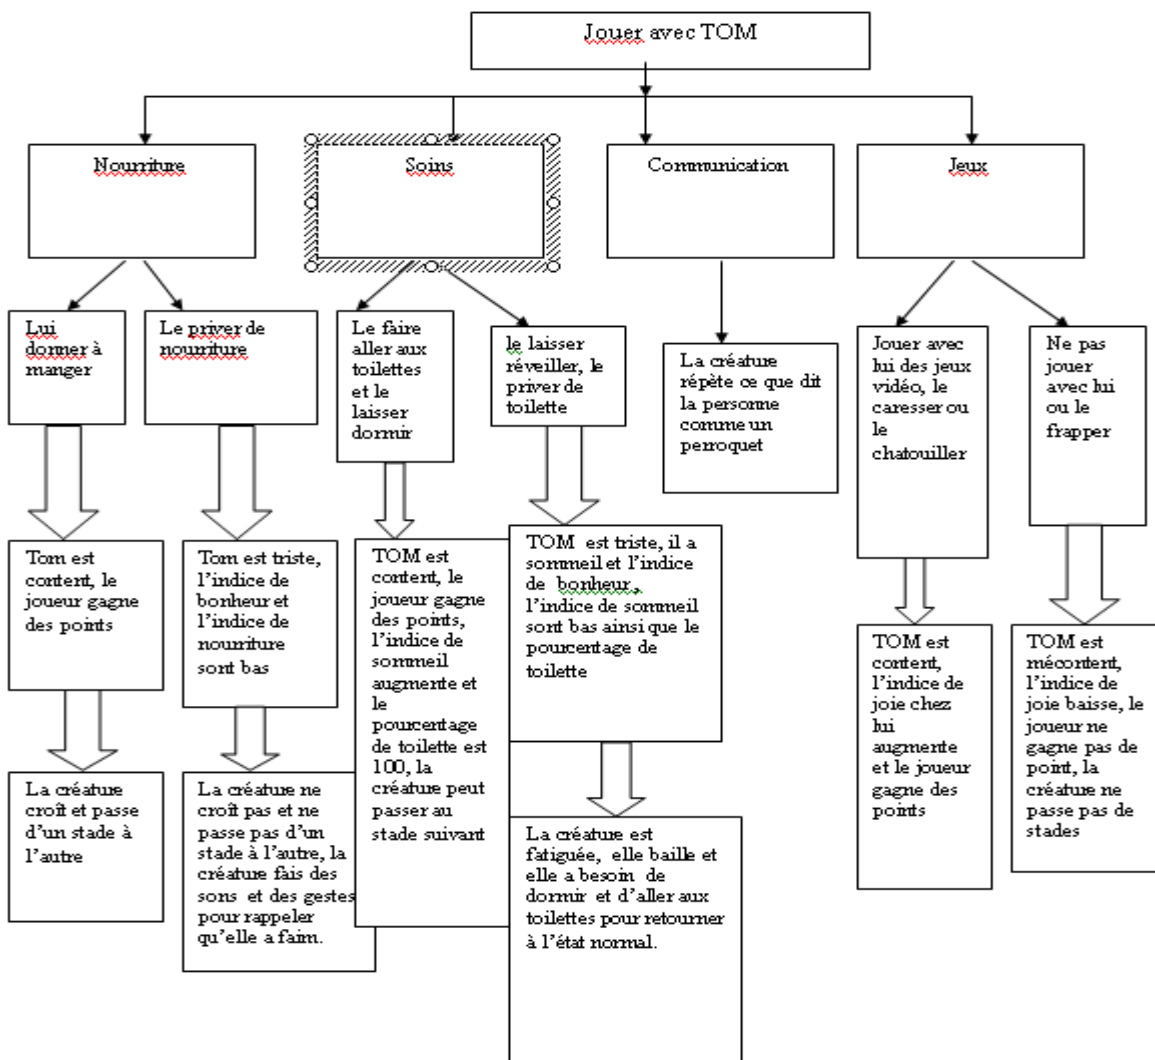 Jouer avec TOM
Nourriture
Soins
Communication
Jeux
Lui
donner à
manger
Le priver de
nourriture
Le faire
aller aux
toilettes
et le
laisser
dormir
le laisser
réveiller, le
priver de
toilette
La créature
répète ce que dit
la personne
comme un
perroquet
Jouer avec
lui des jeux
vidéo, le
caresser ou
le
chatouiller
Ne pas
jouer
avec lui
ou le
frapper
Tom est
content, le
joueur gagne
des points
Tom est triste,
l'indice de
bonheur et
l'indice de
nourriture
sont bas
TOM est
content, le
joueur gagne
des points,
l'indice de
sommeil
augmente et
le
pourcentage
de toilette est
100, la
créature peut
passer au
stade suivant
TOM est triste, il a
sommeil et l'indice
de bonheur,
l'indice de sommeil
sont bas ainsi que le
pourcentage de
toilette
TOM est
content,
l'indice de
joie chez
lui
augmente
et le joueur
gagne des
points
TOM est
mécontent,
l'indice de
joie baisse, le
joueur ne
gagne pas de
point, la
créature ne
passe pas de
stades
La créature
croît et passe
d'un stade à
l'autre
La créature ne
croît pas et ne
passe pas d'un
stade à l'autre, la
créature fais des
sons et des gestes
pour rappeler
qu'elle a faim.
La créature est
fatiguée, elle baille et
elle a besoin de
dormir et d'aller aux
toilettes pour retourner
à l'état normal.